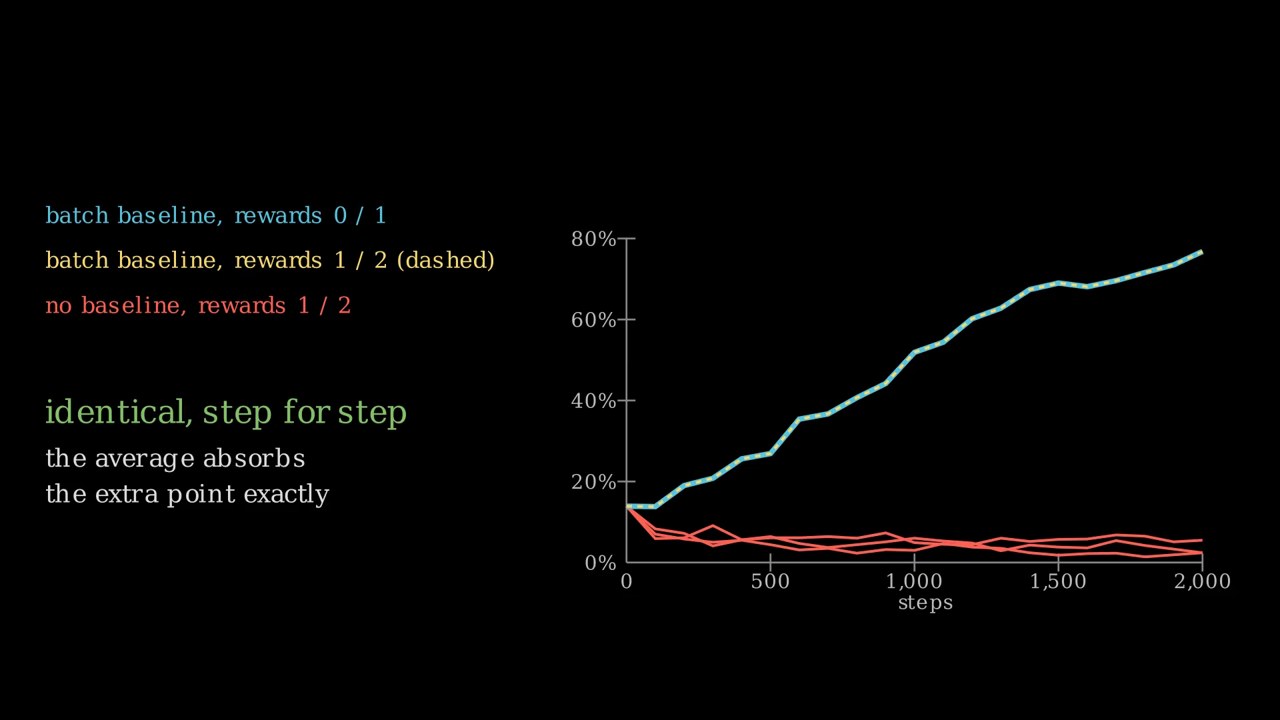 batch baseline, rewards 0 / 1
batch baseline, rewards 1 / 2 (dashed)
no baseline, rewards 1 / 2
identical, step for step
the average absorbs
the extra point exactly
80%
60%
40%
20%
0%
0
500
1,000
1,500
2,000
steps